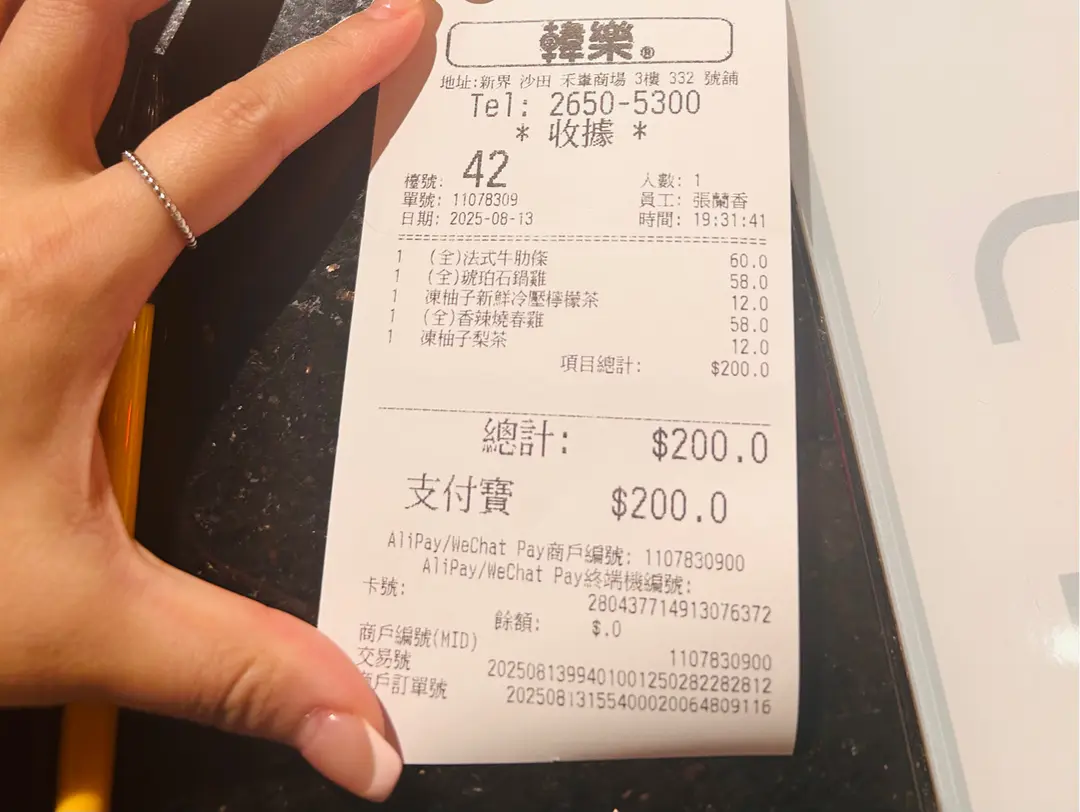 韓樂®
地址:新界 沙田 禾輋商場 3樓 332 號舖
Tel: 2650-5300
* 收據 *
檯號: 42 人數: 1
單號: 11078309 員工: 張蘭香
日期: 2025-08-13 時間: 19:31:41
1 (全)法式牛肋條 60.0
1 (全)琥珀石鍋雞 58.0
1 凍柚子新鮮冷壓檸檬茶 12.0
1 (全)香辣燒春雞 58.0
1 凍柚子梨茶 12.0
項目總計: $200.0
總計: $200.0
支付寶 $200.0
AliPay/WeChat Pay商戶編號: 1107830900
AliPay/WeChat Pay終端機編號:
280437714913076372
卡號:
餘額: $.0
商戶編號(MID) 1107830900
交易號 2025081399401001250282282812
商戶訂單號 20250813155400020064809116